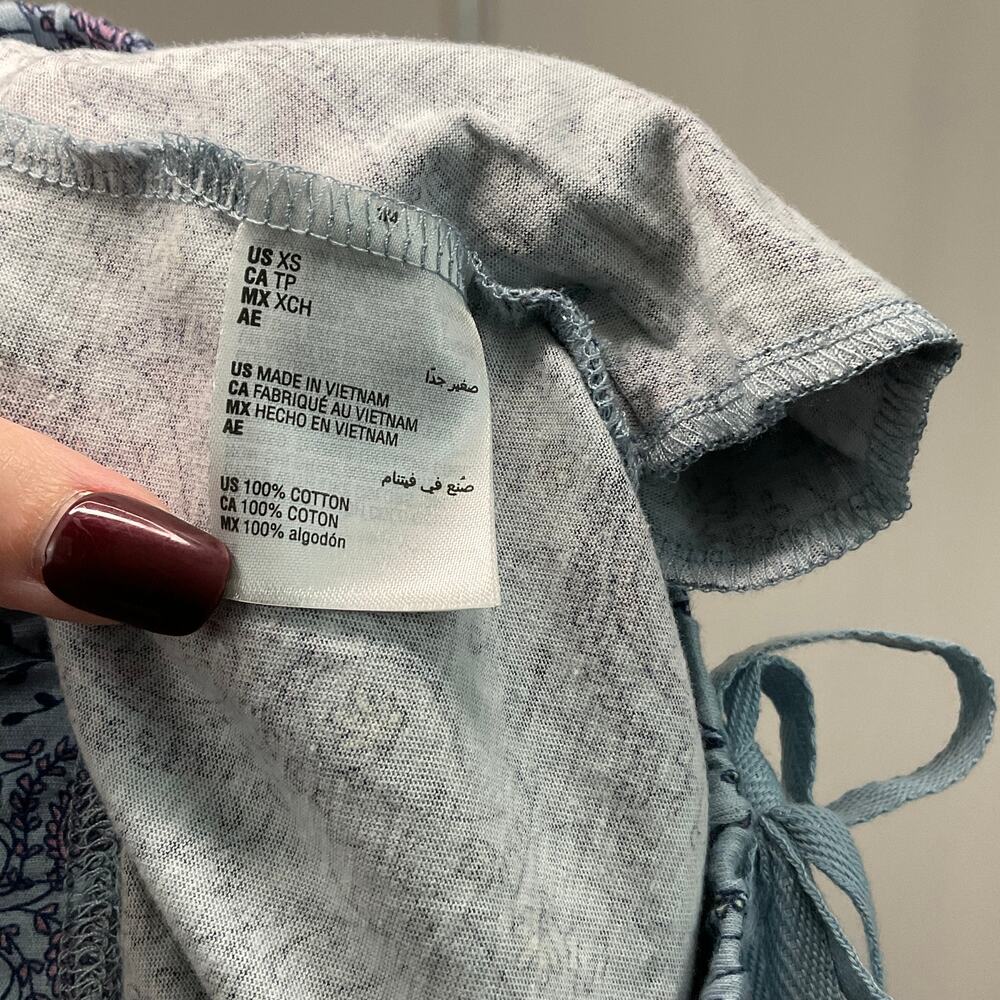 US XS
CA TP
MX XCH
AE
صغير جدًا
US MADE IN VIETNAM
CA FABRIQUÉ AU VIETNAM
MX HECHO EN VIETNAM
AE
صُنع في فيتنام
US 100% COTTON
CA 100% COTON
MX 100% algodón